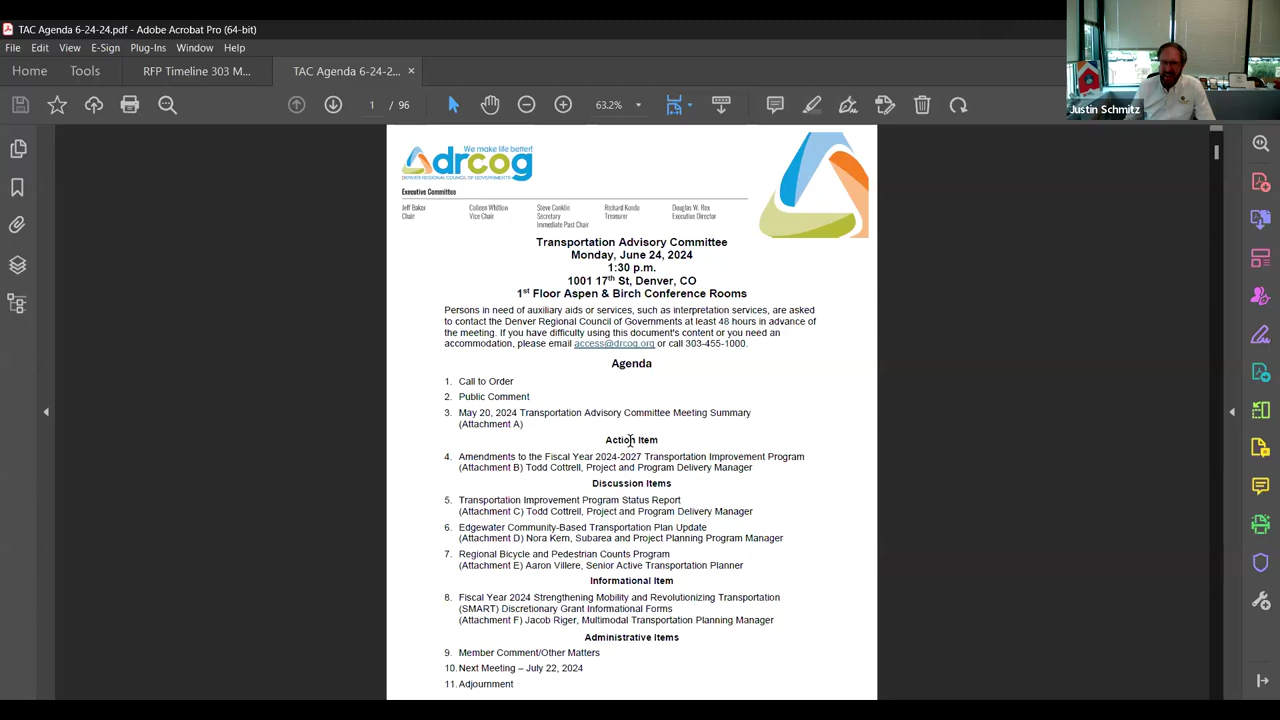 TAC Agenda 6-24-24.pdf - Adobe Acrobat Pro (64-bit)
File Edit View E-Sign Plug-Ins Window Help
Home Tools RFP Timeline 303 M... TAC Agenda 6-24-2... ×
1 / 96 63.2%
Justin Schmitz
We make life better!
drcog
DENVER REGIONAL COUNCIL OF GOVERNMENTS
Executive Committee
Jeff Baker Colleen Whitlow Steve Conklin Richard Kondo Douglas W. Rex
Chair Vice Chair Secretary Treasurer Executive Director
Immediate Past Chair
Transportation Advisory Committee
Monday, June 24, 2024
1:30 p.m.
1001 17th St, Denver, CO
1st Floor Aspen & Birch Conference Rooms
Persons in need of auxiliary aids or services, such as interpretation services, are asked
to contact the Denver Regional Council of Governments at least 48 hours in advance of
the meeting. If you have difficulty using this document's content or you need an
accommodation, please email access@drcog.org or call 303-455-1000.
Agenda
1. Call to Order
2. Public Comment
3. May 20, 2024 Transportation Advisory Committee Meeting Summary
(Attachment A)
Action Item
4. Amendments to the Fiscal Year 2024-2027 Transportation Improvement Program
(Attachment B) Todd Cottrell, Project and Program Delivery Manager
Discussion Items
5. Transportation Improvement Program Status Report
(Attachment C) Todd Cottrell, Project and Program Delivery Manager
6. Edgewater Community-Based Transportation Plan Update
(Attachment D) Nora Kern, Subarea and Project Planning Program Manager
7. Regional Bicycle and Pedestrian Counts Program
(Attachment E) Aaron Villere, Senior Active Transportation Planner
Informational Item
8. Fiscal Year 2024 Strengthening Mobility and Revolutionizing Transportation
(SMART) Discretionary Grant Informational Forms
(Attachment F) Jacob Riger, Multimodal Transportation Planning Manager
Administrative Items
9. Member Comment/Other Matters
10. Next Meeting – July 22, 2024
11. Adjournment